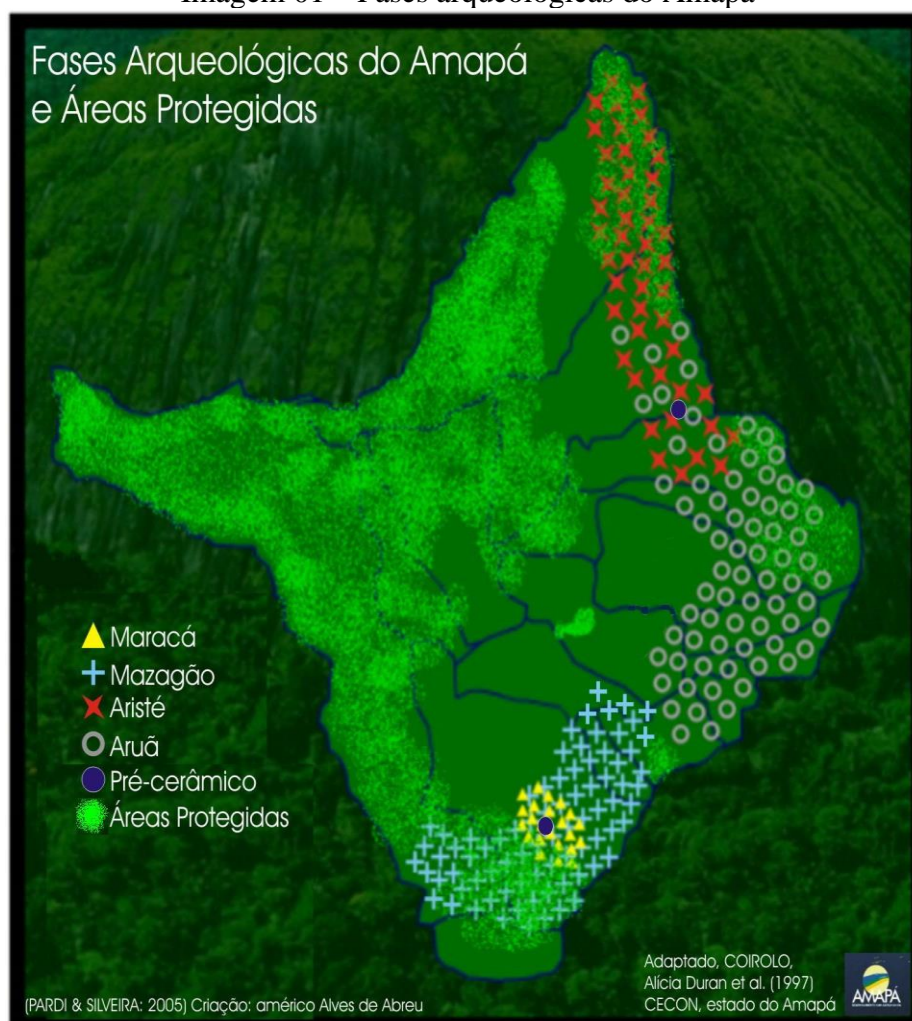 Imagem 01 – Fases arqueológicas do Amapá
Fases Arqueológicas do Amapá
e Áreas Protegidas
Maracá
Mazagão
Aristé
Aruã
Pré-cerâmico
Áreas Protegidas
(PARDI & SILVEIRA: 2005) Criação: américo Alves de Abreu
Adaptado, COIROLO,
Alícia Duran et al. (1997)
CECON, estado do Amapá
AMAPÁ